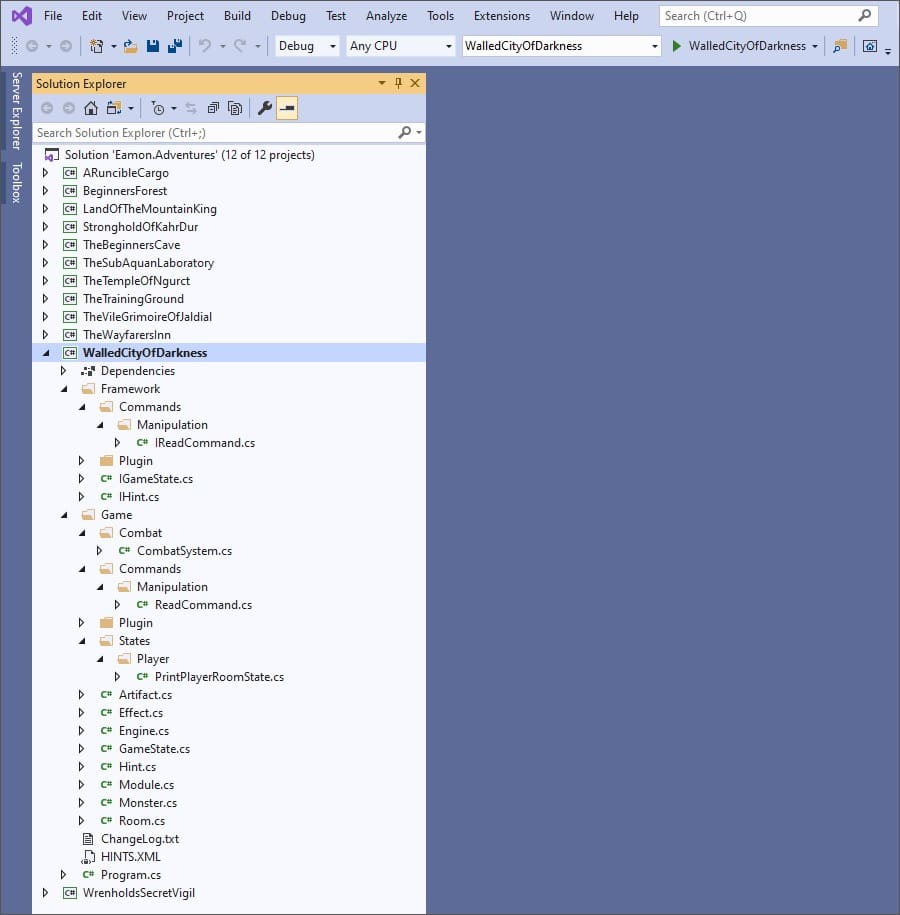 File Edit View Project Build Debug Test Analyze Tools Extensions Window Help Search (Ctrl+Q)
Debug Any CPU WalledCityOfDarkness WalledCityOfDarkness
Server Explorer
Toolbox
Solution Explorer
Search Solution Explorer (Ctrl+;)
Solution 'Eamon.Adventures' (12 of 12 projects)
C# ARuncibleCargo
C# BeginnersForest
C# LandOfTheMountainKing
C# StrongholdOfKahrDur
C# TheBeginnersCave
C# TheSubAquanLaboratory
C# TheTempleOfNgurct
C# TheTrainingGround
C# TheVileGrimoireOfJaldial
C# TheWayfarersInn
C# WalledCityOfDarkness
Dependencies
Framework
Commands
Manipulation
C# IReadCommand.cs
Plugin
C# IGameState.cs
C# IHint.cs
Game
Combat
C# CombatSystem.cs
Commands
Manipulation
C# ReadCommand.cs
Plugin
States
Player
C# PrintPlayerRoomState.cs
C# Artifact.cs
C# Effect.cs
C# Engine.cs
C# GameState.cs
C# Hint.cs
C# Module.cs
C# Monster.cs
C# Room.cs
ChangeLog.txt
HINTS.XML
C# Program.cs
C# WrenholdsSecretVigil